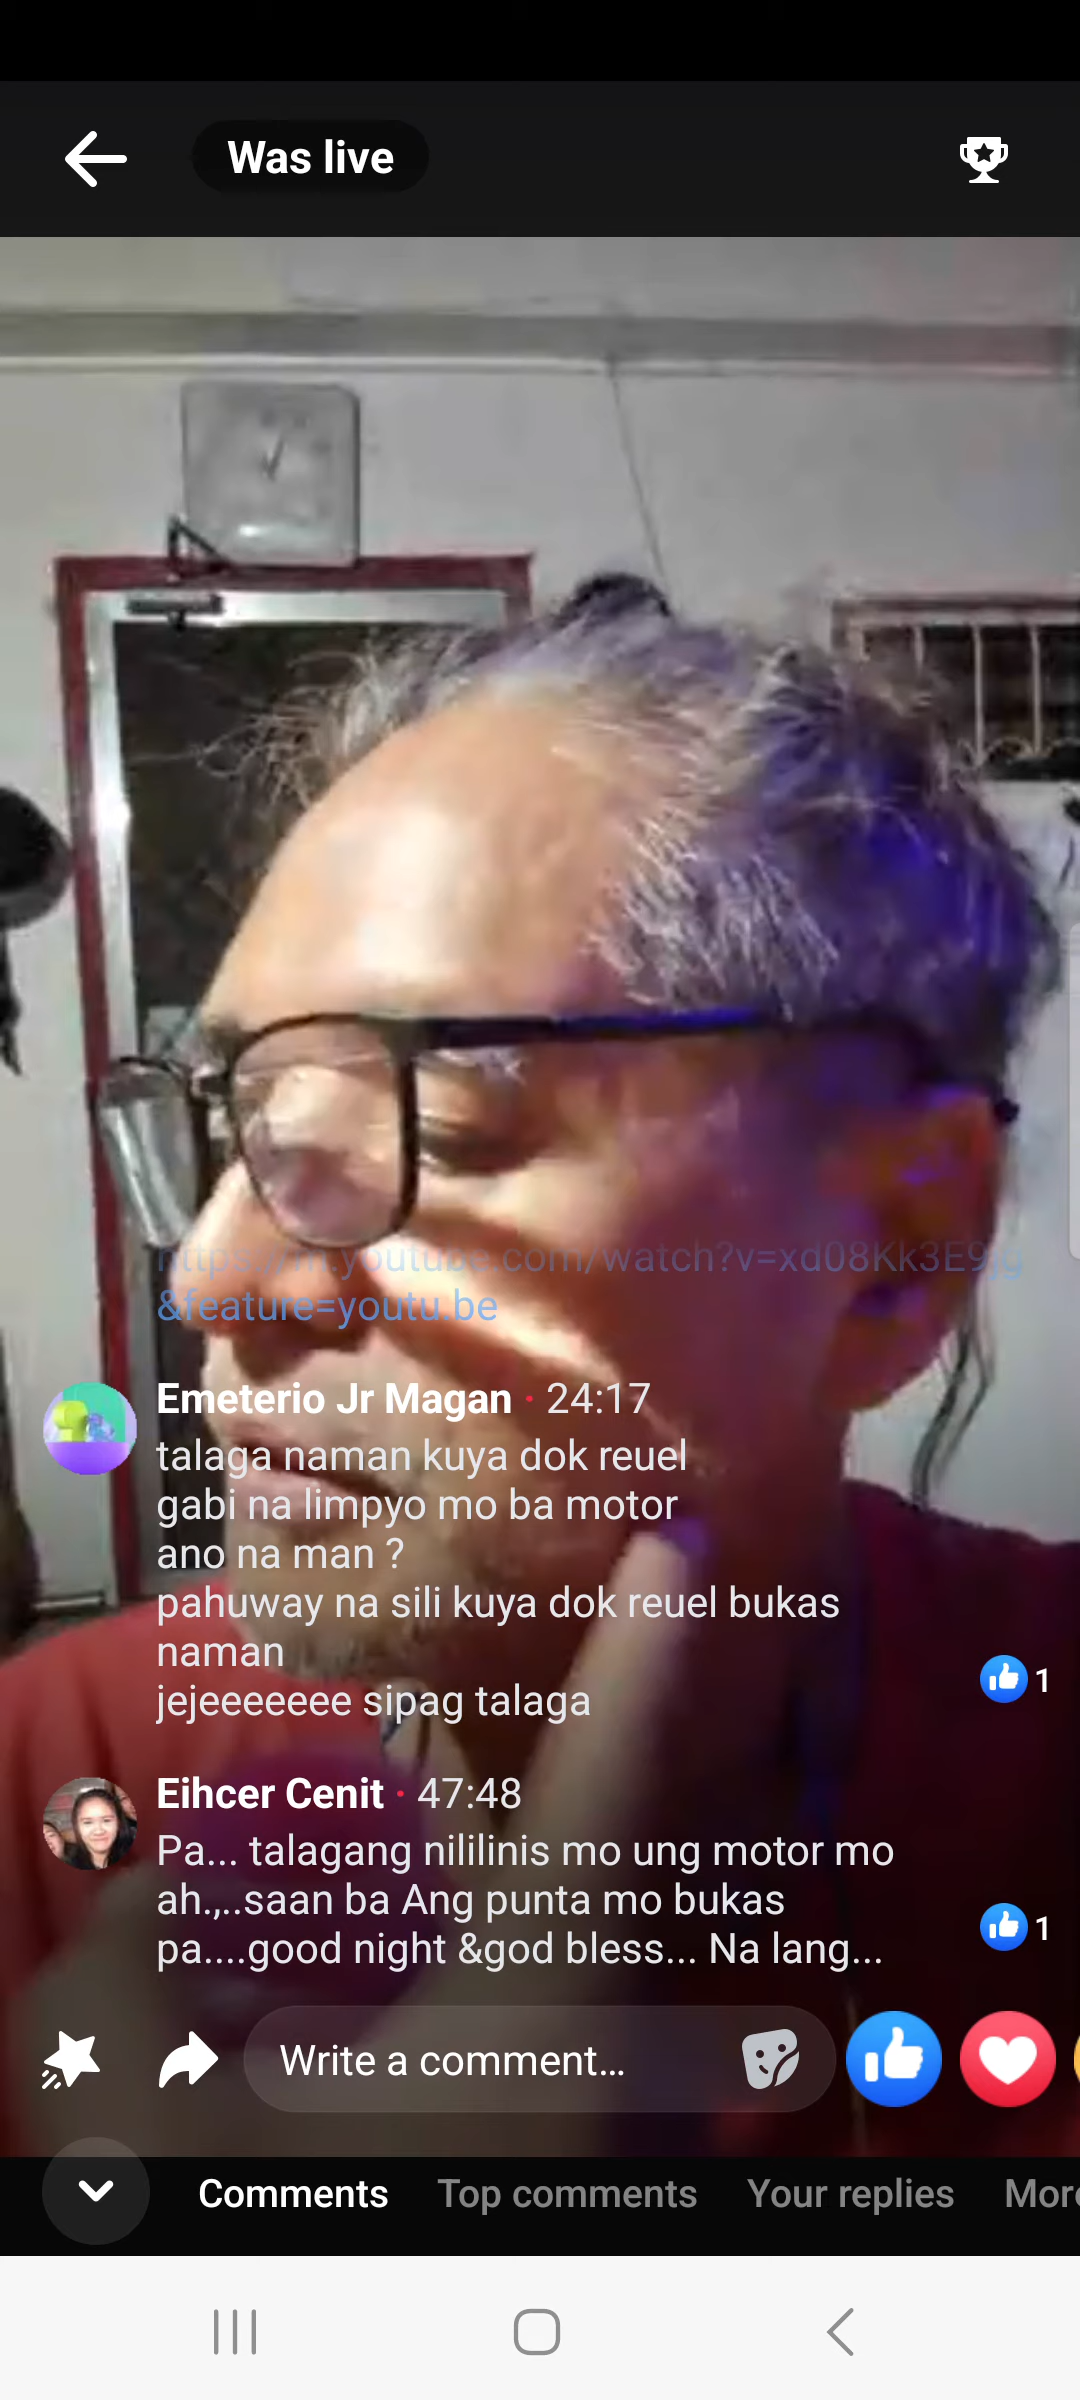 Was live
https://m.youtube.com/watch?v=xd08Kk3E9jg
&feature=youtu.be
Emeterio Jr Magan · 24:17
talaga naman kuya dok reuel
gabi na limpyo mo ba motor
ano na man ?
pahuway na sili kuya dok reuel bukas
naman
jejeeeeeee sipag talaga
1
Eihcer Cenit · 47:48
Pa... talagang nililinis mo ung motor mo
ah.,..saan ba Ang punta mo bukas
pa....good night &god bless... Na lang...
1
Write a comment...
Comments Top comments Your replies More